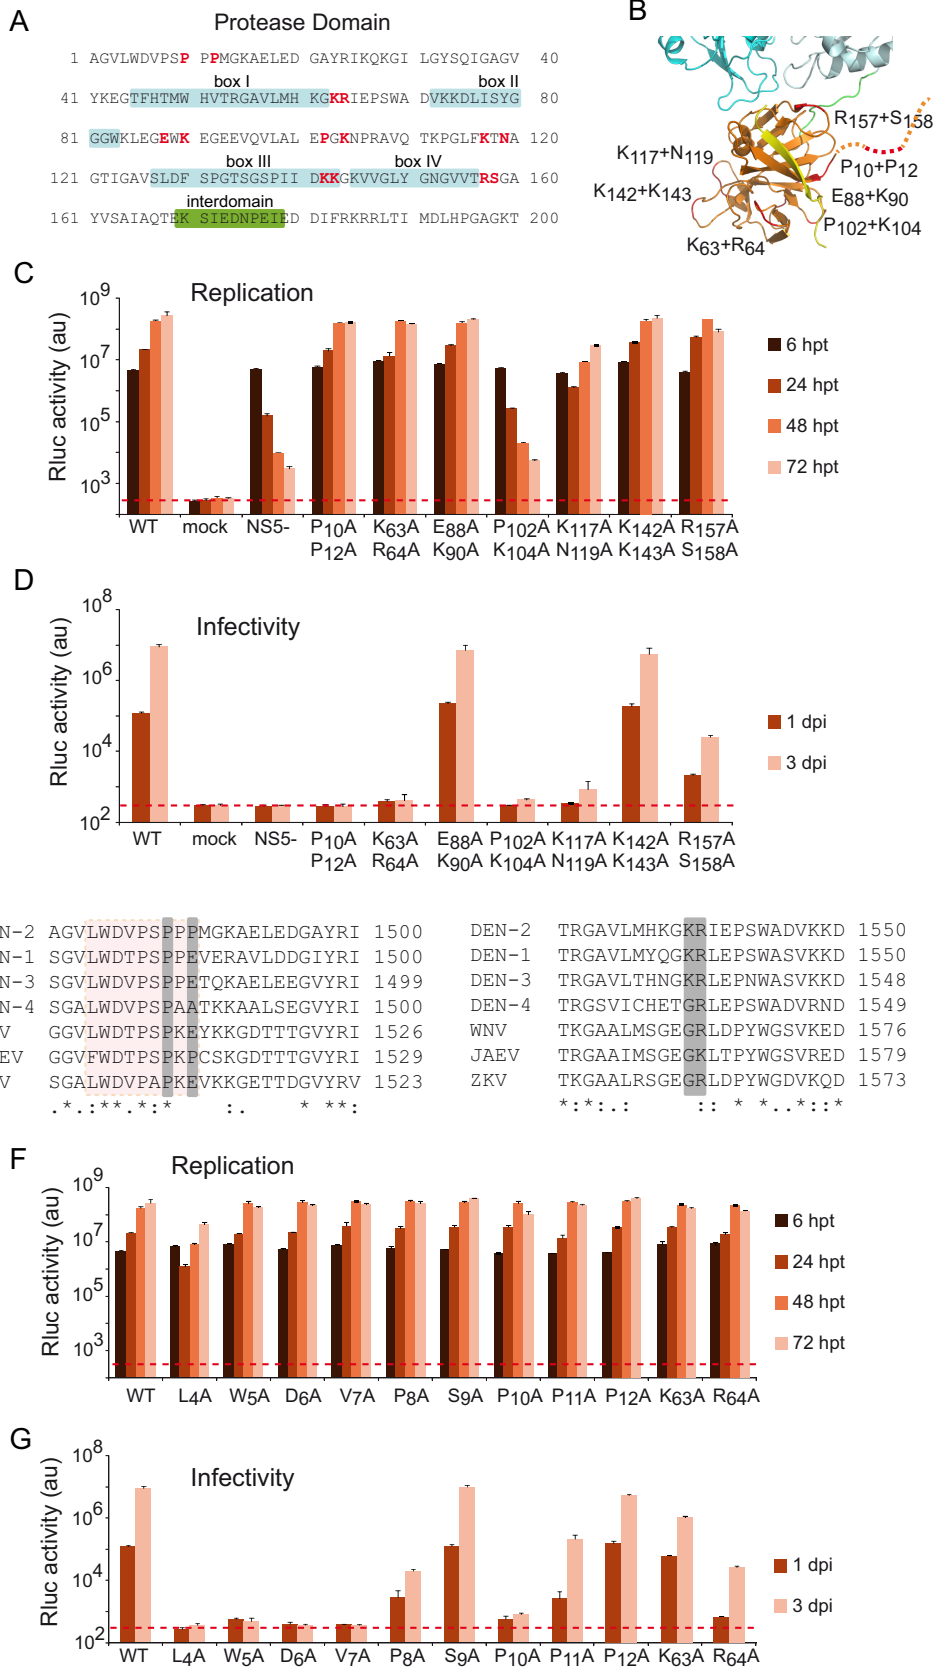 A
Protease Domain
1 AGVLWDVPSP PPMGKAELED GAYRIKQKGI LGYSQIGAGV 40
box I
box II
41 YKEGTFHTMW HVTRGAVLMH KGKRIEPSWA DVKKDLISYG 80
81 GGWKLEGEWK EGEEVQVLAL EPGKNPRAVQ TKPGLFKTNA 120
box III
box IV
121 GTIGAVSLDF SPGTSGSPII DKKGKVVGLY GNGVVTRSGA 160
interdomain
161 YVSAIAQTEK SIEDNPEIED DIFRKRRLTI MDLHPGAGKT 200
B
R157+S158
P10+P12
E88+K90
P102+K104
K117+N119
K142+K143
K63+R64
C
Replication
Rluc activity (au)
10^9
10^7
10^5
10^3
6 hpt
24 hpt
48 hpt
72 hpt
WT mock NS5- P10A K63A E88A P102A K117A K142A R157A
P12A R64A K90A K104A N119A K143A S158A
D
Infectivity
Rluc activity (au)
10^8
10^6
10^4
10^2
1 dpi
3 dpi
WT mock NS5- P10A K63A E88A P102A K117A K142A R157A
P12A R64A K90A K104A N119A K143A S158A
N-2 AGVLWDVPSPPPMGKAELEDGAYRI 1500
N-1 SGVLWDTPSPPEVERAVLDDGIYRI 1500
N-3 SGVLWDTPSPPETQKAELEEGVYRI 1499
N-4 SGALWDVPSPAATKKAALSEGVYRI 1500
V GGVLWDTPSPKEYKKGDTTTGVYRI 1526
EV GGVFWDTPSPKPCSKGDTTTGVYRI 1529
V SGALWDVPAPKEVKKGETTDGVYRV 1523
.*.:**.*:* :. * **:
DEN-2 TRGAVLMHKGKRIEPSWADVKKD 1550
DEN-1 TRGAVLMYQGKRLEPSWASVKKD 1550
DEN-3 TRGAVLTHNGKRLEPNWASVKKD 1548
DEN-4 TRGSVICHETGRLEPSWADVRND 1549
WNV TKGAALMSGEGRLDPYWGSVKED 1576
JAEV TRGAAIMSGEGKLTPYWGSVRED 1579
ZKV TKGAALRSGEGRLDPYWGDVKQD 1573
*:*:.: :: * *..*::*
F
Replication
Rluc activity (au)
10^9
10^7
10^5
10^3
6 hpt
24 hpt
48 hpt
72 hpt
WT L4A W5A D6A V7A P8A S9A P10A P11A P12A K63A R64A
G
Infectivity
Rluc activity (au)
10^8
10^6
10^4
10^2
1 dpi
3 dpi
WT L4A W5A D6A V7A P8A S9A P10A P11A P12A K63A R64A